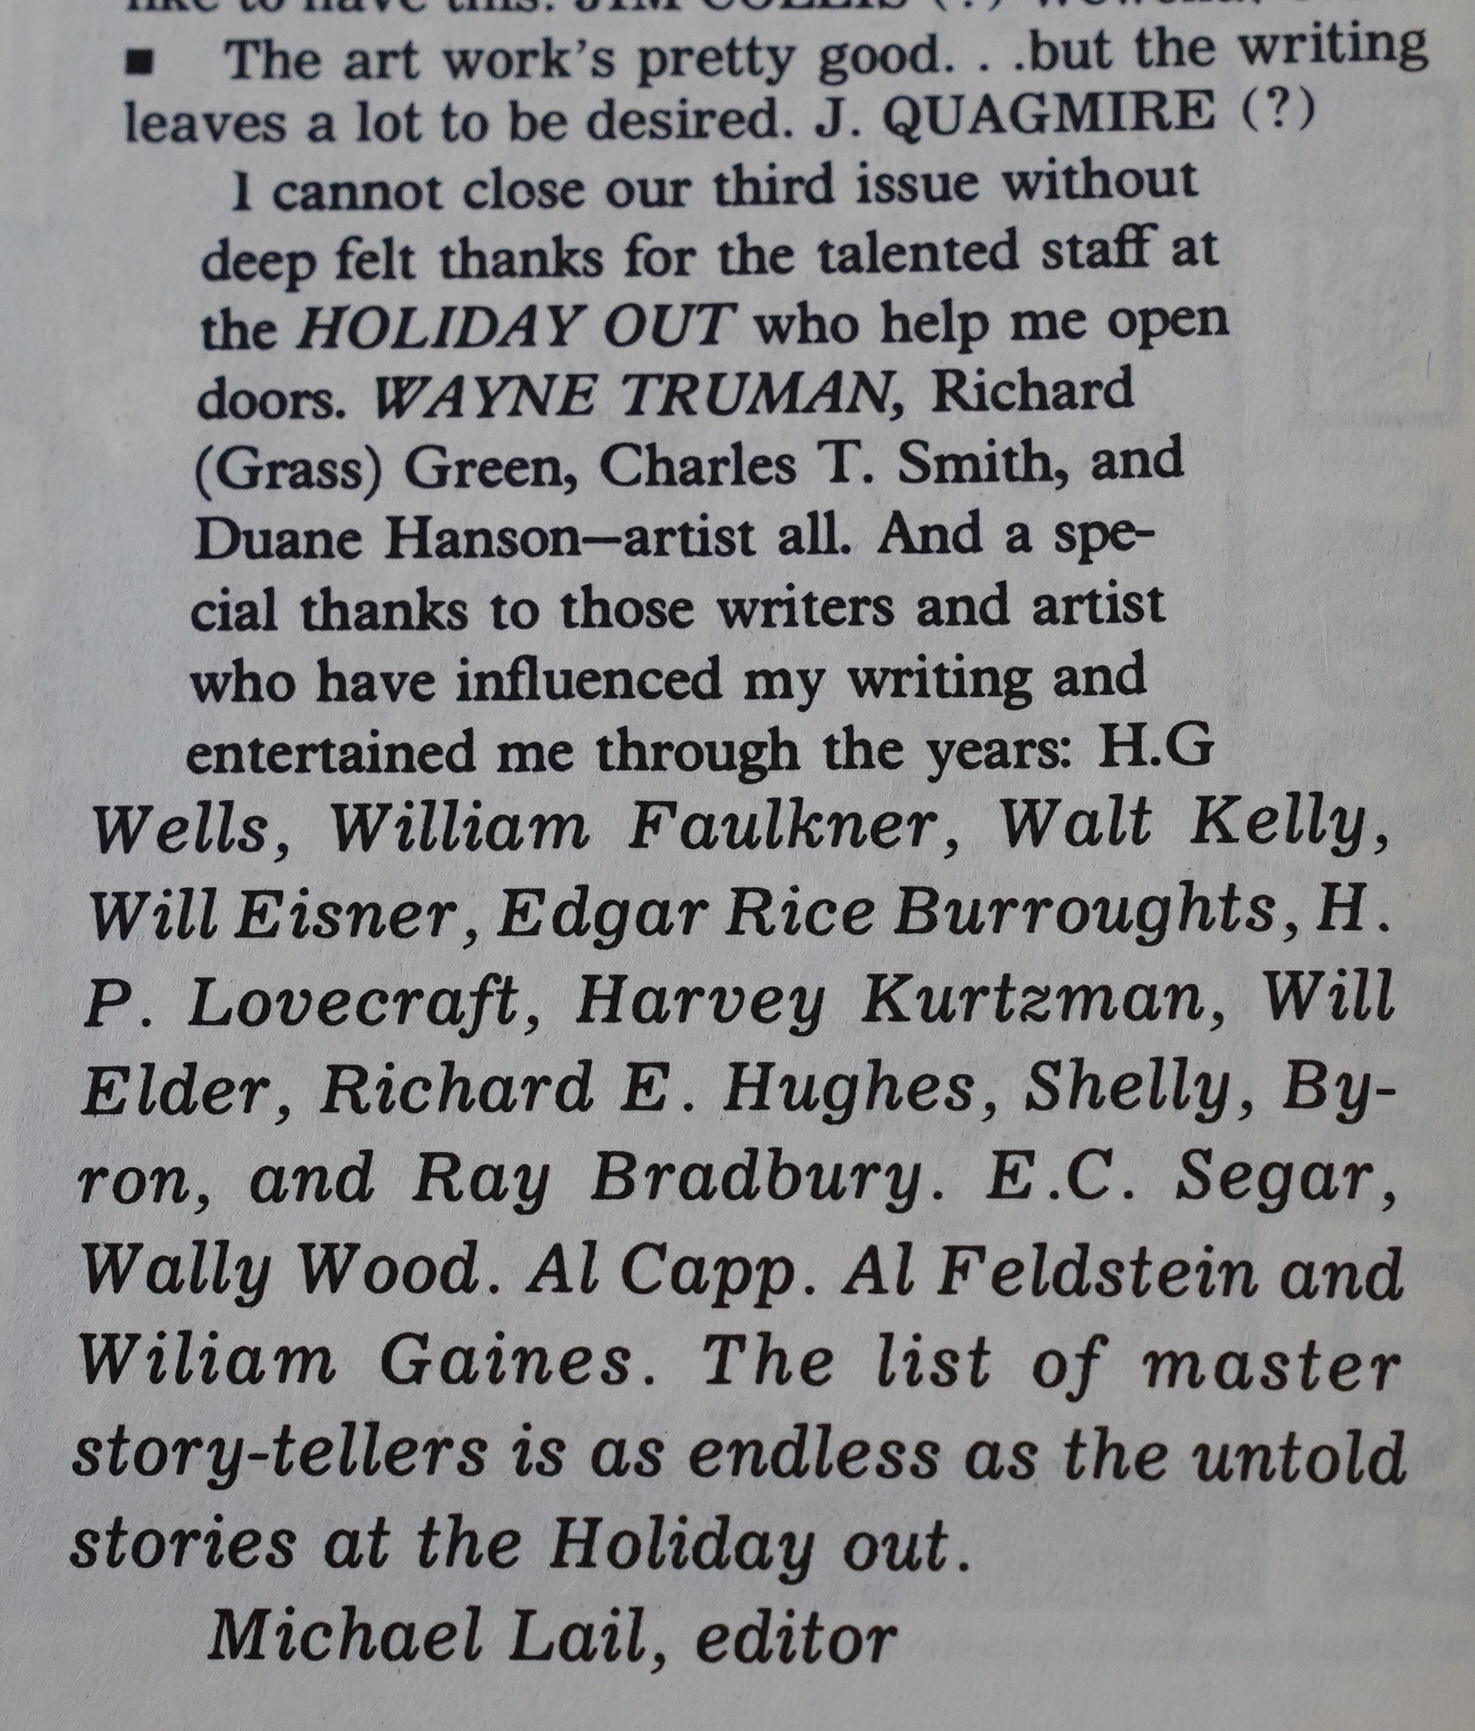 like to have this. JIM COLLIS (?)
■ The art work's pretty good. . .but the writing
leaves a lot to be desired. J. QUAGMIRE (?)
I cannot close our third issue without
deep felt thanks for the talented staff at
the HOLIDAY OUT who help me open
doors. WAYNE TRUMAN, Richard
(Grass) Green, Charles T. Smith, and
Duane Hanson—artist all. And a spe-
cial thanks to those writers and artist
who have influenced my writing and
entertained me through the years: H.G
Wells, William Faulkner, Walt Kelly,
Will Eisner, Edgar Rice Burroughts, H.
P. Lovecraft, Harvey Kurtzman, Will
Elder, Richard E. Hughes, Shelly, By-
ron, and Ray Bradbury. E.C. Segar,
Wally Wood. Al Capp. Al Feldstein and
Wiliam Gaines. The list of master
story-tellers is as endless as the untold
stories at the Holiday out.
Michael Lail, editor